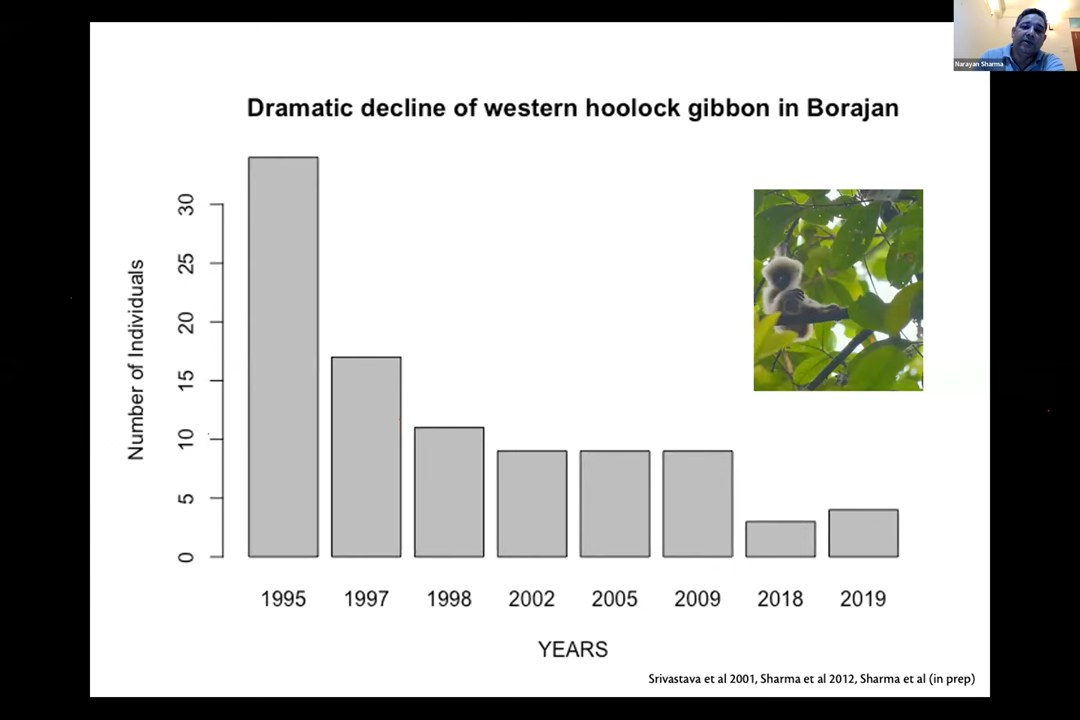 Narayan Sharma
Dramatic decline of western hoolock gibbon in Borajan
Number of Individuals
30
25
20
15
10
5
0
1995 1997 1998 2002 2005 2009 2018 2019
YEARS
Srivastava et al 2001, Sharma et al 2012, Sharma et al (in prep)